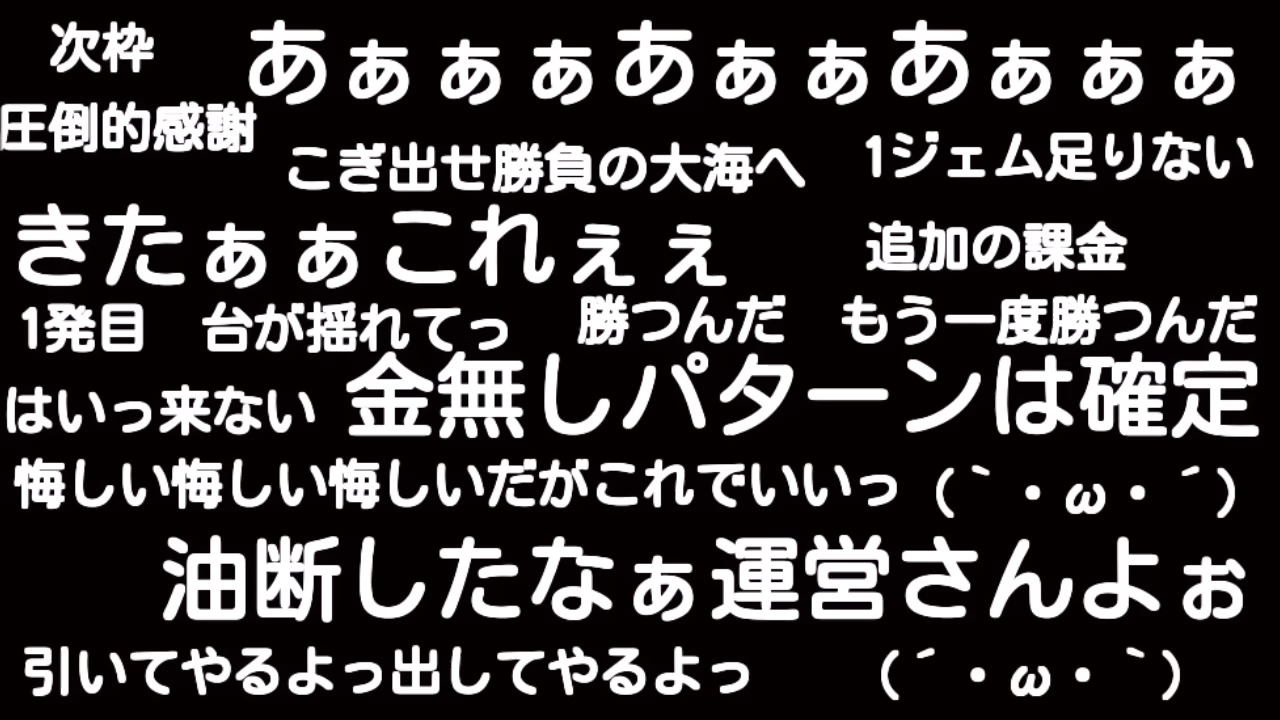 次枠
あぁぁぁあぁぁあぁぁぁ
圧倒的感謝
こぎ出せ勝負の大海へ
1ジェム足りない
きたぁぁこれぇぇ
追加の課金
1発目　台が揺れてっ
勝つんだ　もう一度勝つんだ
はいっ来ない
金無しパターンは確定
悔しい悔しい悔しいだがこれでいいっ
(｀・ω・´)
油断したなぁ運営さんよぉ
引いてやるよっ出してやるよっ
(´・ω・｀)